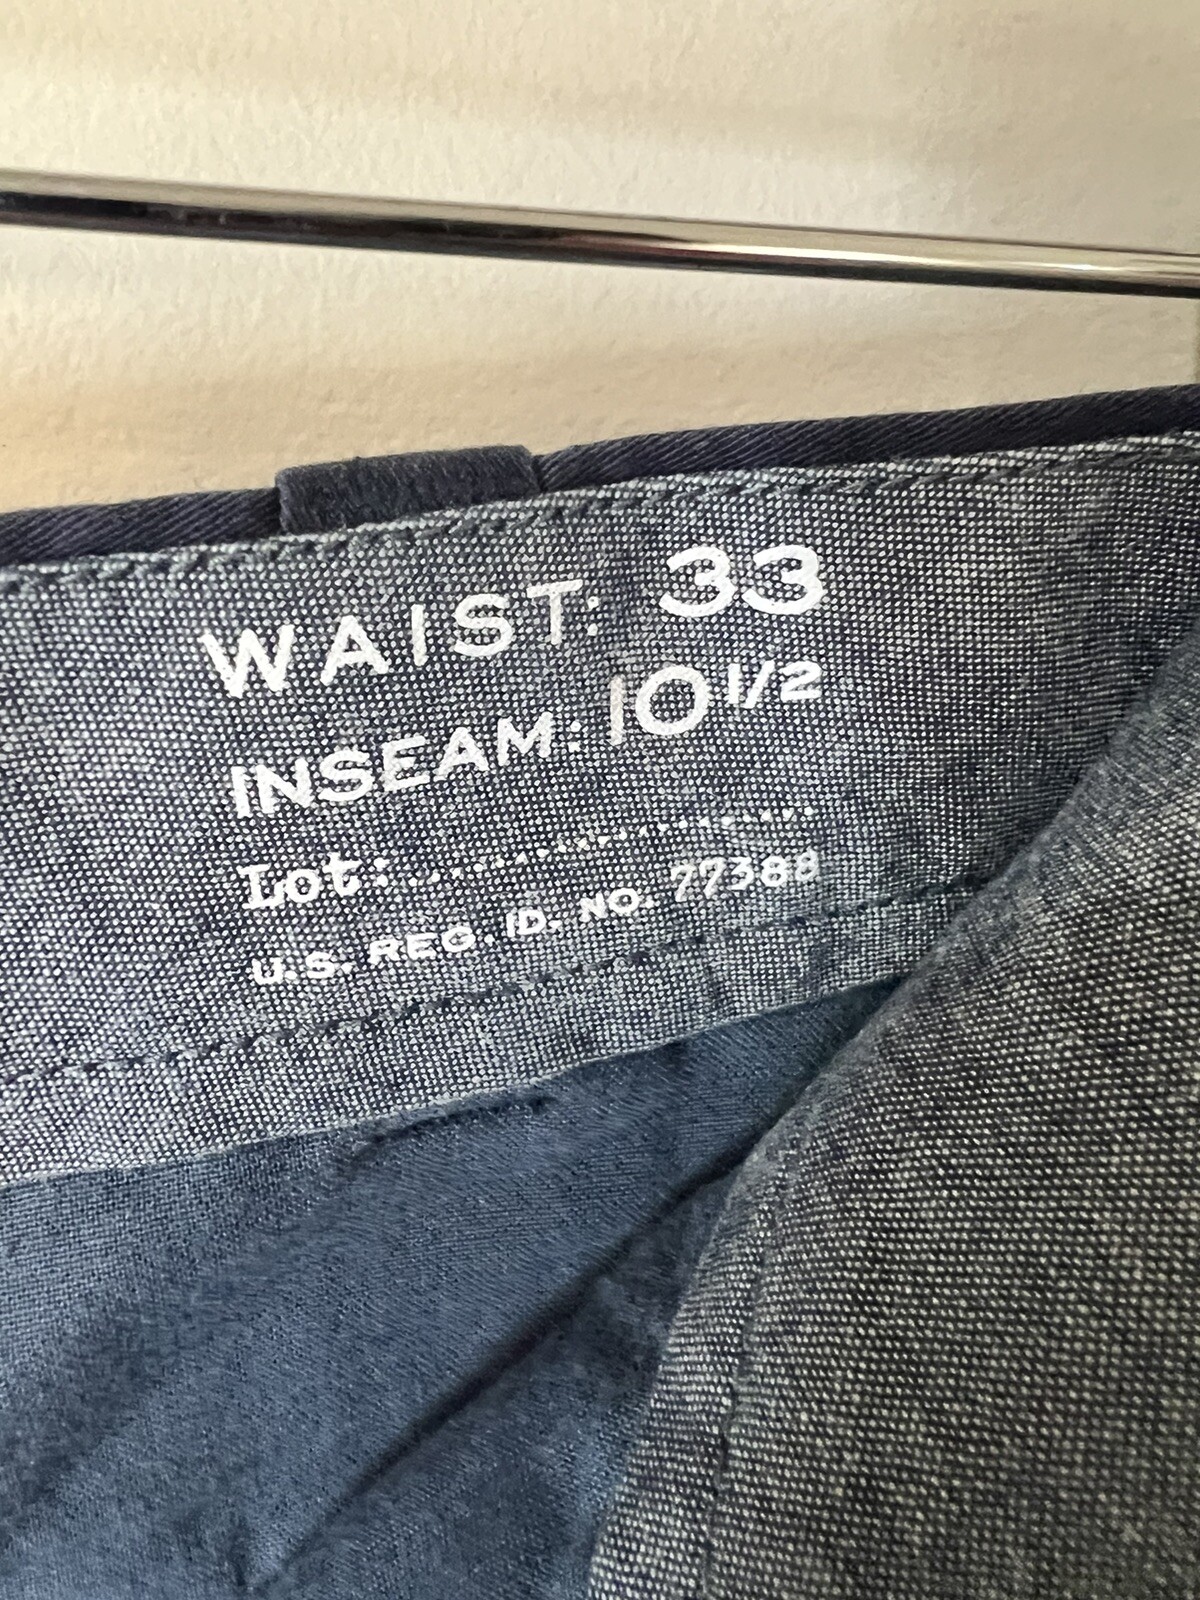 WAIST: 33
INSEAM: 10 1/2
Lot:....................
U.S. REG. ID. NO. 77388